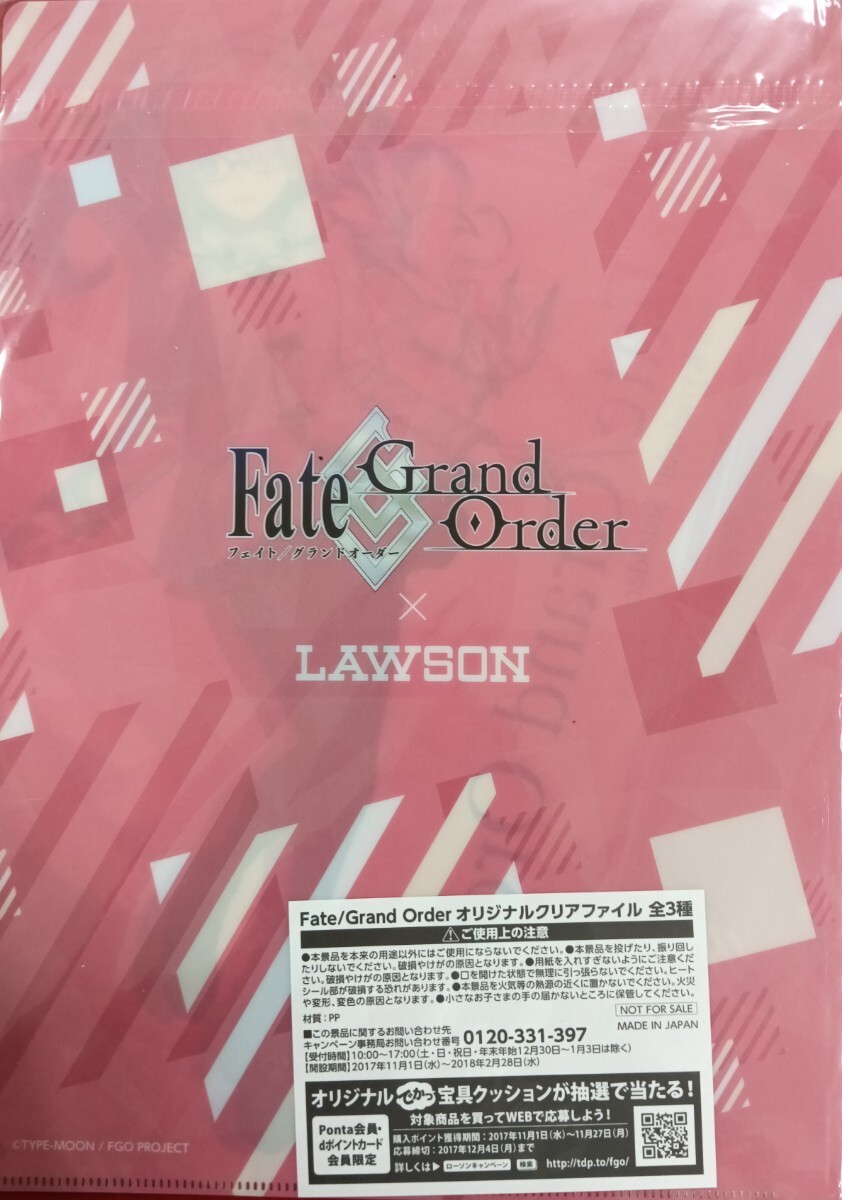 Fate/Grand Order
フェイト/グランドオーダー
×
LAWSON
Fate/Grand Order オリジナルクリアファイル 全3種
⚠ご使用上の注意
●本景品を本来の用途以外にはご使用にならないでください。●本景品を投げたり、振り回し
たりしないでください。破損やけがの原因となります。●用紙を入れすぎないようにご注意くだ
さい。破損やけがの原因となります。●口を開けた状態で無理に引っ張らないでください。ヒート
シール部が破損する恐れがあります。●本景品を火気等の熱源の近くに置かないでください。火災
や変形、変色の原因となります。●小さなお子さまの手の届かないところに保管してください。
材質：PP
NOT FOR SALE
MADE IN JAPAN
■この景品に関するお問い合わせ先
キャンペーン事務局お問い合わせ番号 0120-331-397
【受付時間】10:00〜17:00(土・日・祝日・年末年始12月30日〜1月3日は除く)
【開設期間】2017年11月1日(水)〜2018年2月28日(水)
オリジナルでかっ宝具クッションが抽選で当たる！
対象商品を買ってWEBで応募しよう！
Ponta会員・
dポイントカード
会員限定
購入ポイント獲得期間：2017年11月1日(水)〜11月27日(月)
応募締切：2017年12月4日(月)まで
詳しくは▶ ローソンキャンペーン 検索 http://tdp.to/fgo/
©TYPE-MOON / FGO PROJECT